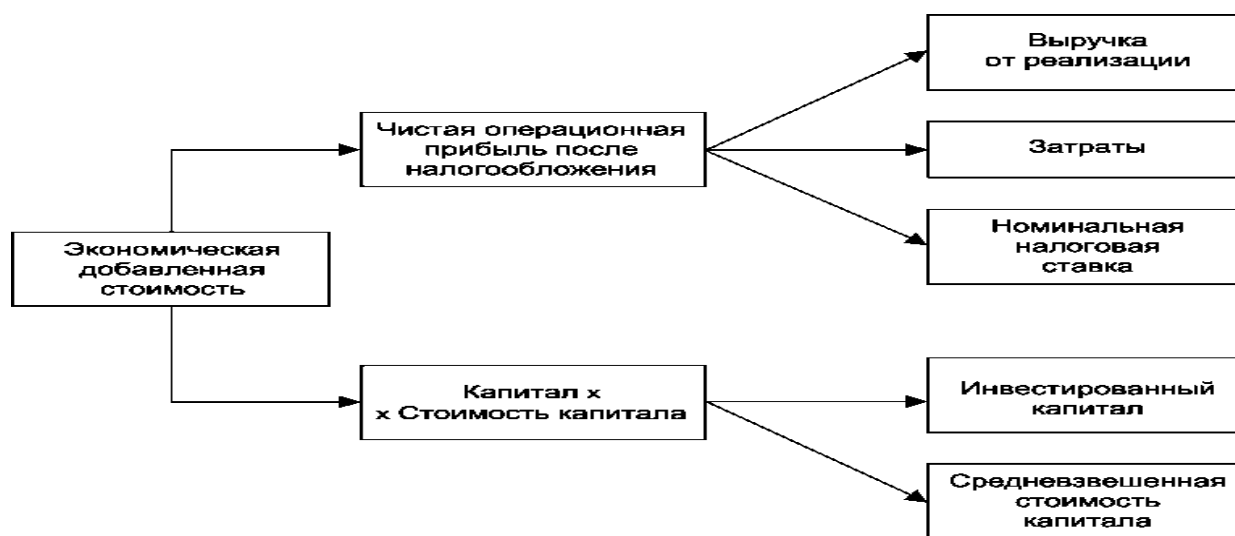 Выручка
от реализации
Чистая операционная
прибыль после
налогообложения
Затраты
Номинальная
налоговая
ставка
Экономическая
добавленная
стоимость
Капитал х
х Стоимость капитала
Инвестированный
капитал
Средневзвешенная
стоимость
капитала